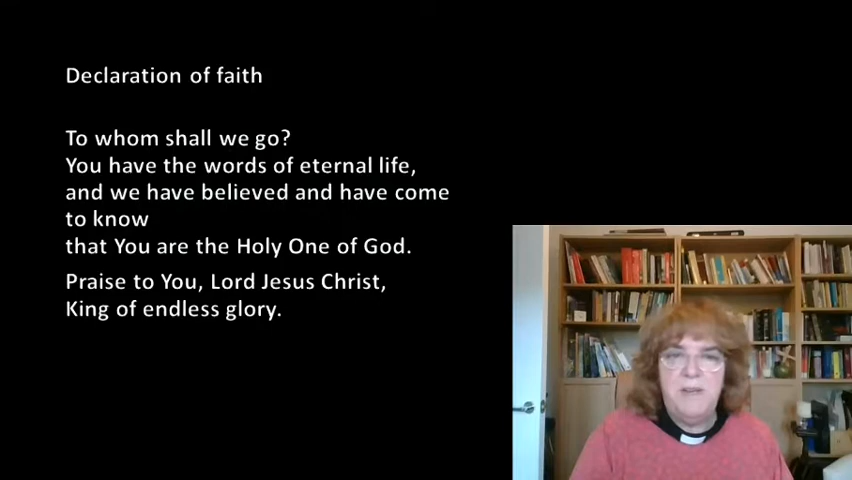 Declaration of faith
To whom shall we go?
You have the words of eternal life,
and we have believed and have come
to know
that You are the Holy One of God.
Praise to You, Lord Jesus Christ,
King of endless glory.